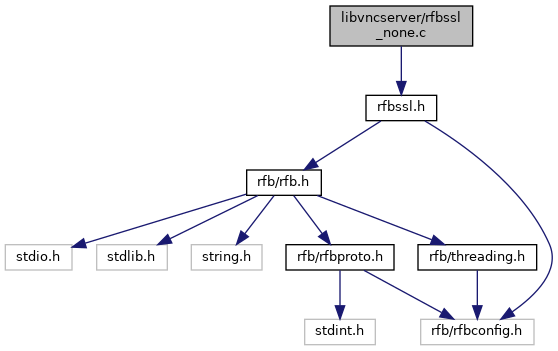 libvncserver/rfbssl
_none.c
rfbssl.h
rfb/rfb.h
stdio.h
stdlib.h
string.h
rfb/rfbproto.h
rfb/threading.h
stdint.h
rfb/rfbconfig.h